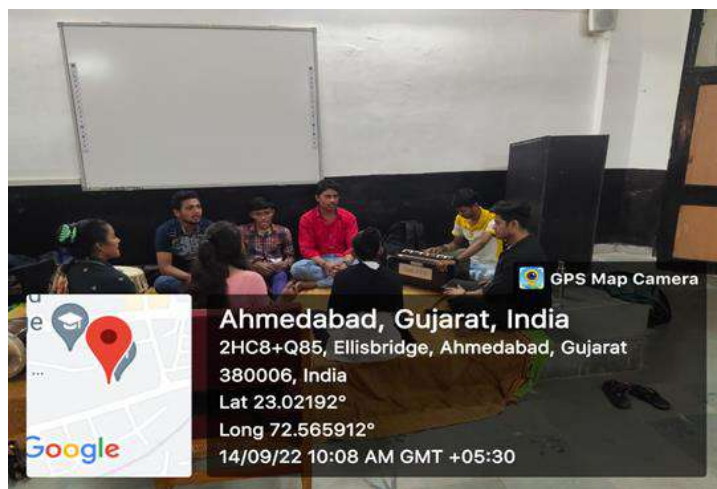 GPS Map Camera
Ahmedabad, Gujarat, India
2HC8+Q85, Ellisbridge, Ahmedabad, Gujarat
380006, India
Lat 23.02192°
Long 72.565912°
14/09/22 10:08 AM GMT +05:30
Google